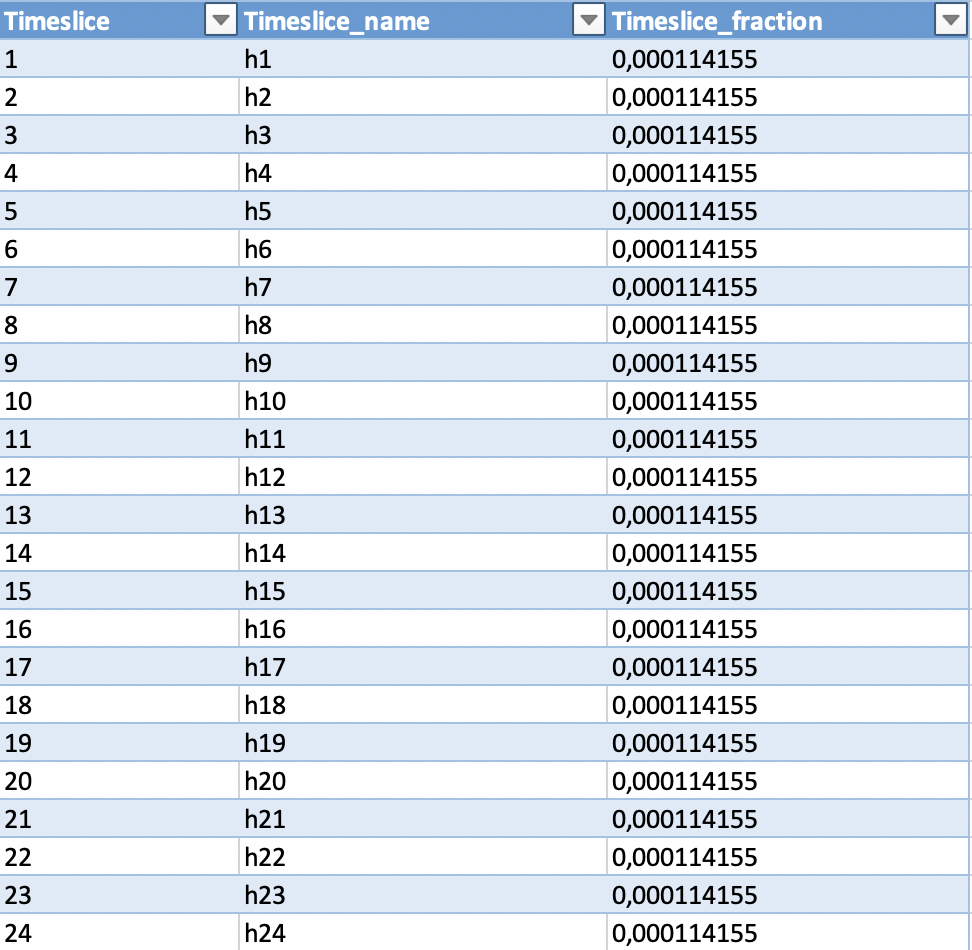 Timeslice Timeslice_name Timeslice_fraction
1 h1 0,000114155
2 h2 0,000114155
3 h3 0,000114155
4 h4 0,000114155
5 h5 0,000114155
6 h6 0,000114155
7 h7 0,000114155
8 h8 0,000114155
9 h9 0,000114155
10 h10 0,000114155
11 h11 0,000114155
12 h12 0,000114155
13 h13 0,000114155
14 h14 0,000114155
15 h15 0,000114155
16 h16 0,000114155
17 h17 0,000114155
18 h18 0,000114155
19 h19 0,000114155
20 h20 0,000114155
21 h21 0,000114155
22 h22 0,000114155
23 h23 0,000114155
24 h24 0,000114155